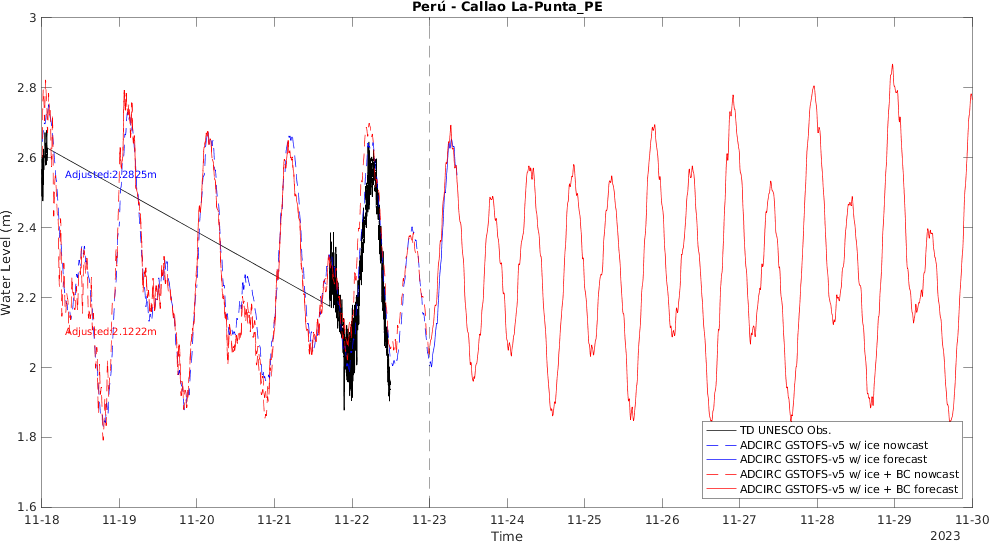 Perú - Callao La-Punta_PE
3
2.8
2.6
2.4
2.2
2
1.8
1.6
Water Level (m)
Adjusted:2.2825m
Adjusted:2.1222m
TD UNESCO Obs.
ADCIRC GSTOFS-v5 w/ ice nowcast
ADCIRC GSTOFS-v5 w/ ice forecast
ADCIRC GSTOFS-v5 w/ ice + BC nowcast
ADCIRC GSTOFS-v5 w/ ice + BC forecast
11-18 11-19 11-20 11-21 11-22 11-23 11-24 11-25 11-26 11-27 11-28 11-29 11-30
Time
2023